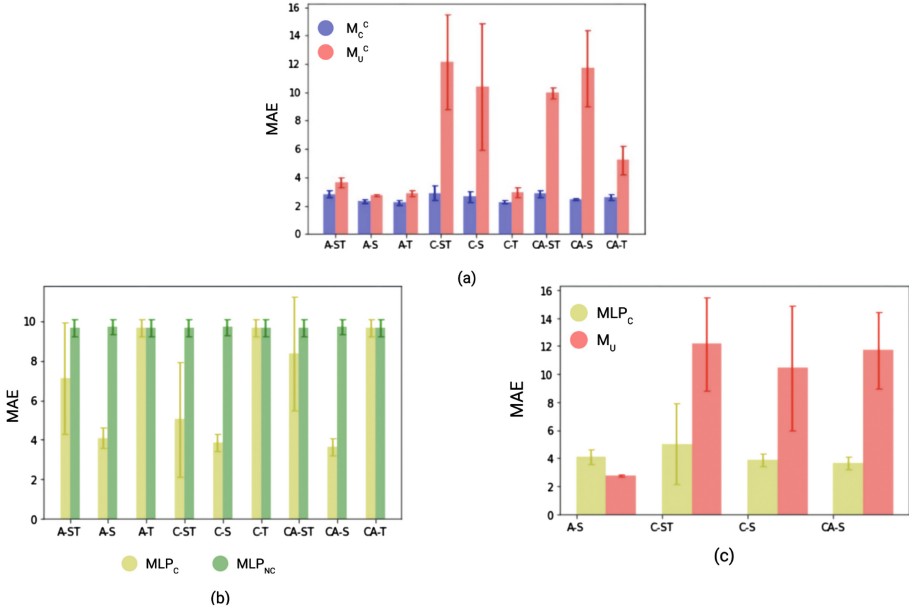 16
14
12
10
8
6
4
2
0
MAE
M_C^C
M_U^C
A-ST A-S A-T C-ST C-S C-T CA-ST CA-S CA-T
(a)
10
8
6
4
2
0
MAE
A-ST A-S A-T C-ST C-S C-T CA-ST CA-S CA-T
MLP_C MLP_NC
(b)
16
14
12
10
8
6
4
2
0
MAE
MLP_C
M_U
A-S C-ST C-S CA-S
(c)